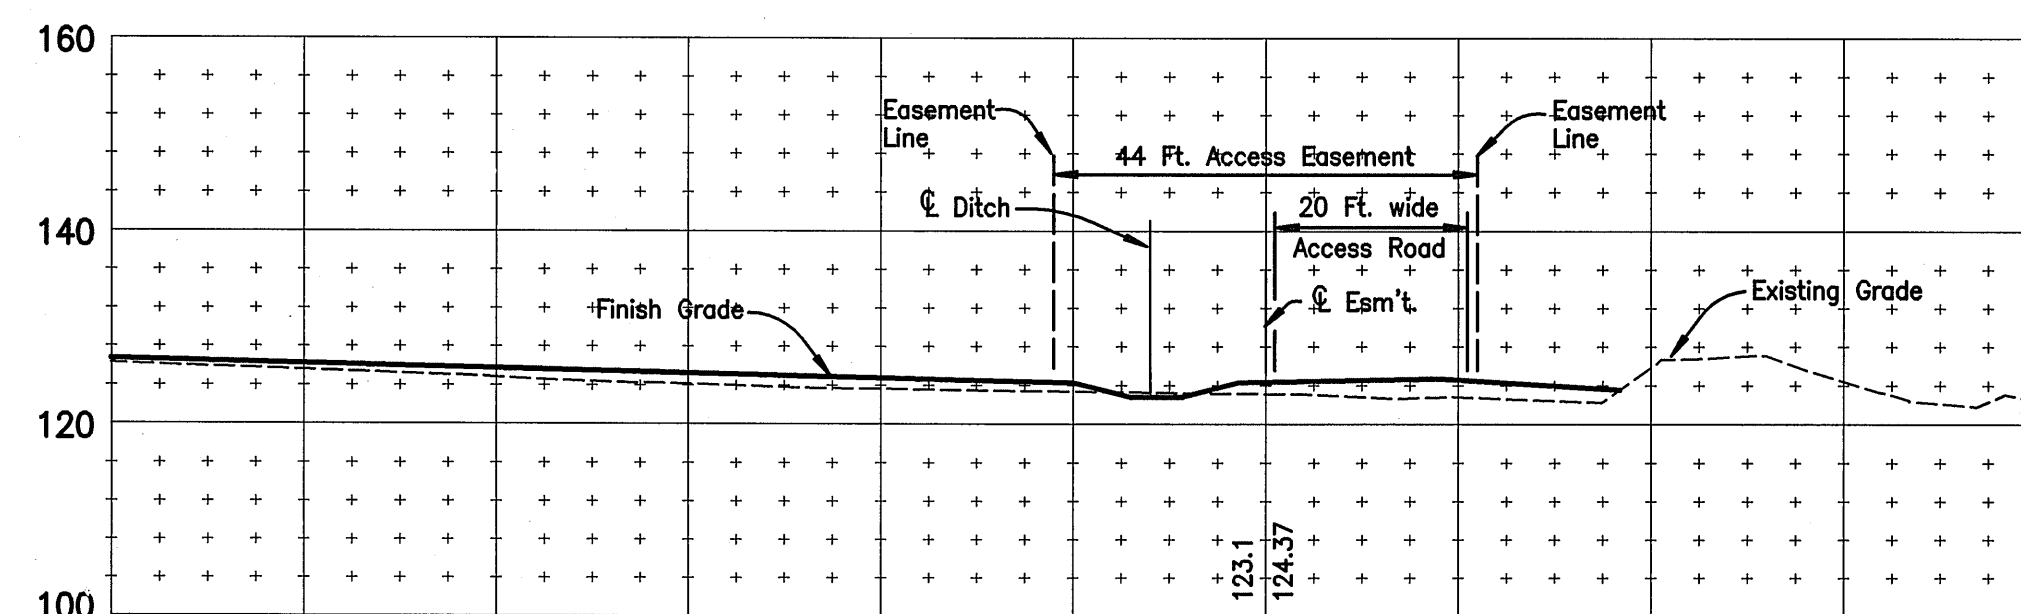 160
Easement
Line
Easement
Line
44 Ft. Access Easement
℄ Ditch
20 Ft. wide
Access Road
140
℄ Esm't.
Existing Grade
Finish Grade
120
123.1
124.37
100